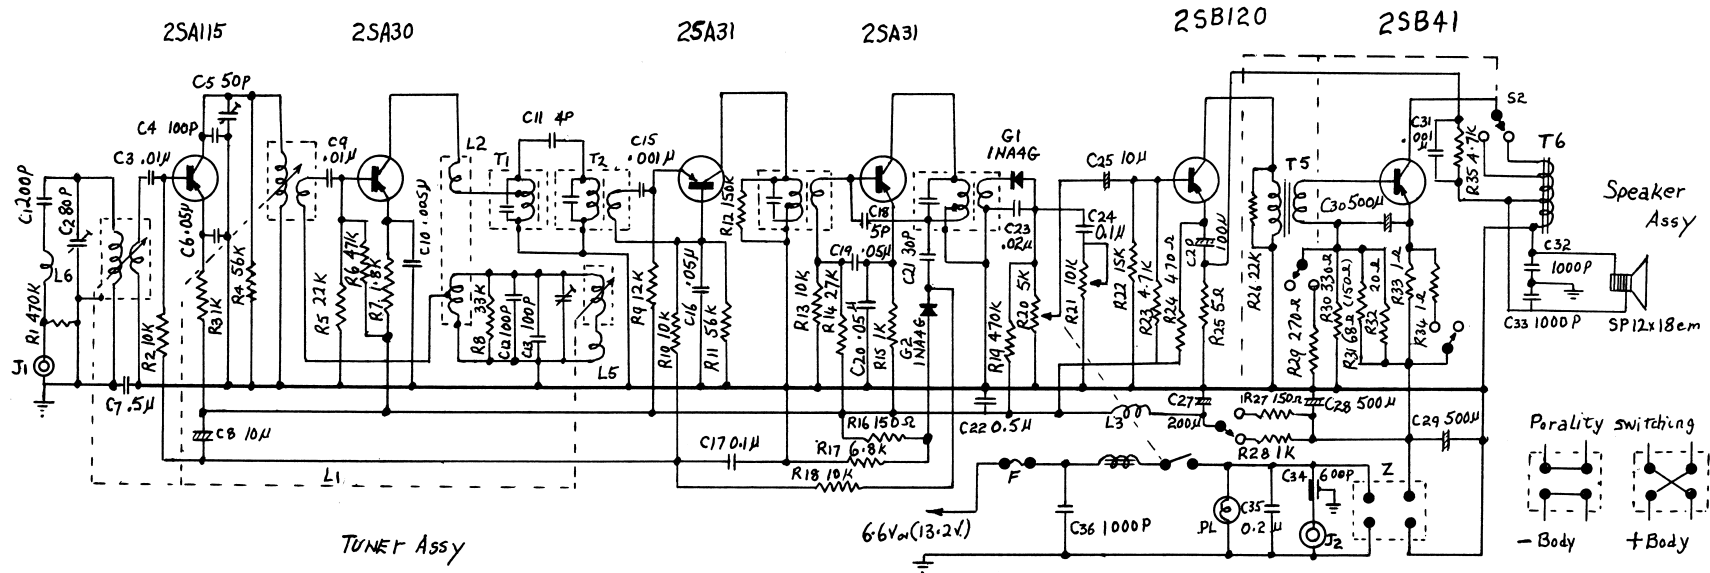 2SA115
2SA30
2SA31
2SA31
2SB120
2SB41
C5 50P
C4 100P
C3 .01μ
C1 200P
C2 80P
C6 .05μ
L6
R1 470K
J1
R2 10K
R3 1K
R4 56K
C7 .5μ
C8 10μ
L1
C9
.01μ
R5 22K
R6 47K
R7 1.8K
C10 .005μ
L2
C11 4P
T1
T2
R8 33K
C12 100P
C13 100P
L5
C15
.001μ
R9 12K
R10 10K
C16 .05μ
R11 56K
R12 150K
C17 0.1μ
R13 10K
R14 27K
C18
5P
C19 .05μ
C20 .05μ
R15 1K
C21 30P
G2
1NA4G
R16 150Ω
R17 6.8K
R18 10K
G1
1NA4G
C23
.02μ
R19 470K
R20 5K
C22 0.5μ
C24
0.1μ
R21 10K
C25 10μ
R22 15K
R23 4.7K
R24 470Ω
C2P
100μ
R25 5Ω
L3
C27
200μ
R26 22K
T5
R27 150Ω
R28 1K
C28 500μ
R29 270Ω
R30 330Ω
R31 68Ω (150Ω)
R32 20Ω
C30 500μ
R33 1Ω
R34 1Ω
C29 500μ
C31
.001μ
R35 4.7K
S2
T6
C32
1000P
C33 1000P
Speaker
Assy
SP 12x18cm
F
6.6V or (13.2V.)
C36 1000P
PL
C35
0.2μ
C34 600P
J2
Z
Porality switching
- Body
+ Body
TUNER ASSY